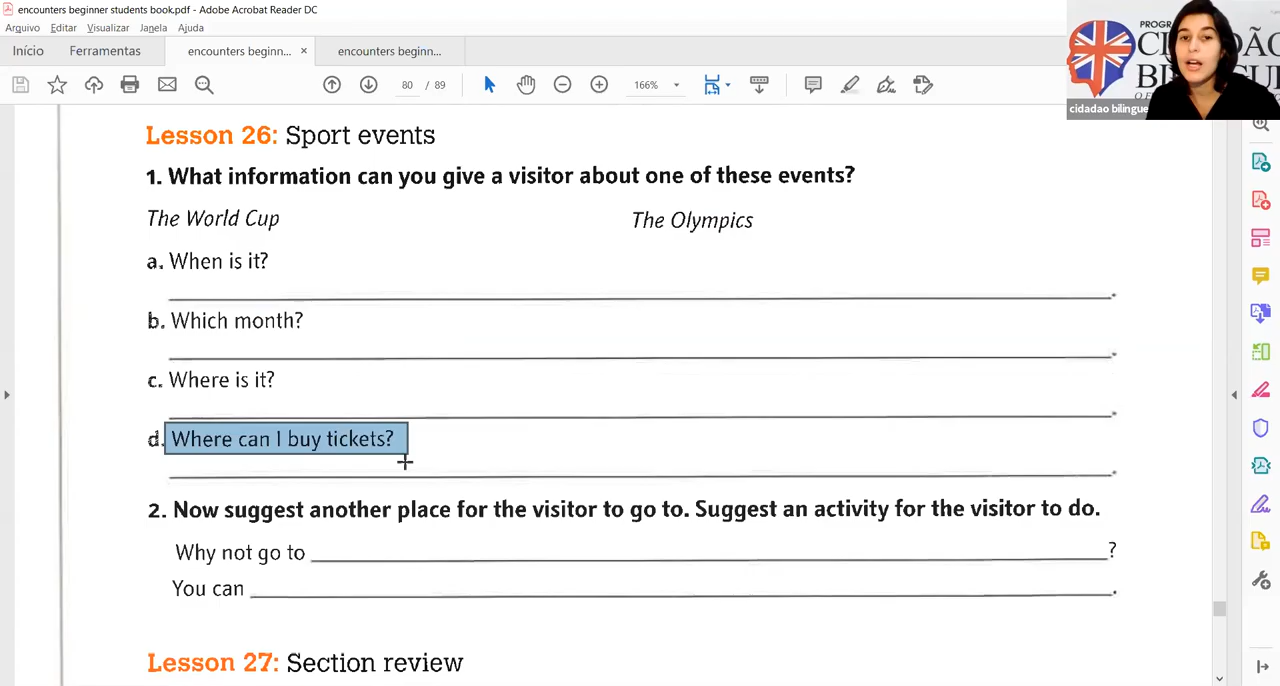 encounters beginner students book.pdf - Adobe Acrobat Reader DC
Arquivo Editar Visualizar Janela Ajuda
Início Ferramentas encounters beginn... × encounters beginn...
80 / 89 166%
PROGR
CIDADÃO
cidadao bilingue
Lesson 26: Sport events
1. What information can you give a visitor about one of these events?
The World Cup The Olympics
a. When is it?
b. Which month?
c. Where is it?
d. Where can I buy tickets?
2. Now suggest another place for the visitor to go to. Suggest an activity for the visitor to do.
Why not go to ?
You can .
Lesson 27: Section review